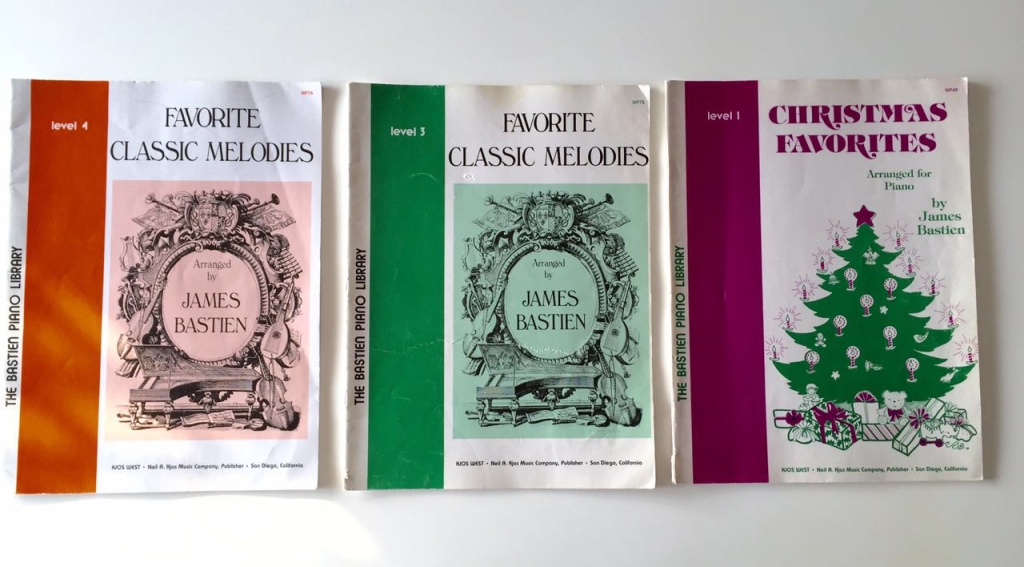 WP76
level 4
FAVORITE
CLASSIC MELODIES
Arranged
by
JAMES
BASTIEN
THE BASTIEN PIANO LIBRARY
KJOS WEST • Neil A. Kjos Music Company, Publisher • San Diego, California
WP75
level 3
FAVORITE
CLASSIC MELODIES
Arranged
by
JAMES
BASTIEN
THE BASTIEN PIANO LIBRARY
KJOS WEST • Neil A. Kjos Music Company, Publisher • San Diego, California
WP49
level 1
CHRISTMAS
FAVORITES
Arranged for
Piano
by
James
Bastien
THE BASTIEN PIANO LIBRARY
KJOS WEST • Neil A. Kjos Music Company, Publisher • San Diego, California